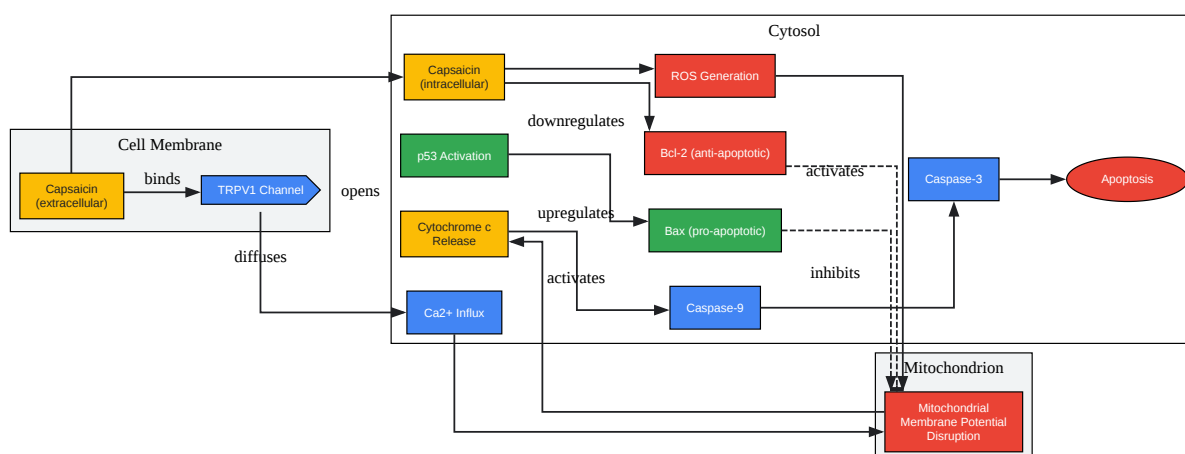 Cytosol
Capsaicin
(intracellular)
ROS Generation
downregulates
Cell Membrane
p53 Activation
Bcl-2 (anti-apoptotic)
activates
Caspase-3
Apoptosis
binds
Capsaicin
(extracellular)
TRPV1 Channel
opens
upregulates
Cytochrome c
Release
Bax (pro-apoptotic)
diffuses
activates
inhibits
Ca2+ Influx
Caspase-9
Mitochondrion
Mitochondrial
Membrane Potential
Disruption